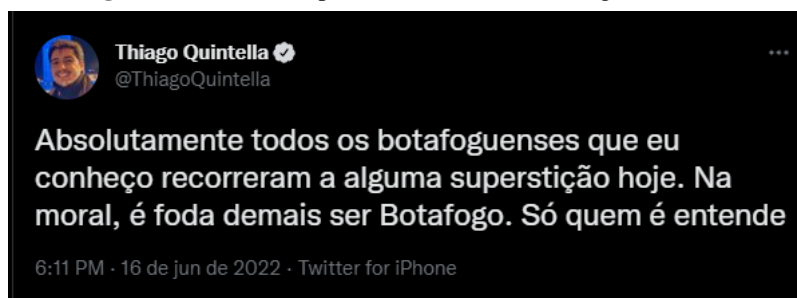 Thiago Quintella
@ThiagoQuintella
Absolutamente todos os botafoguenses que eu
conheço recorreram a alguma superstição hoje. Na
moral, é foda demais ser Botafogo. Só quem é entende
6:11 PM · 16 de jun de 2022 · Twitter for iPhone